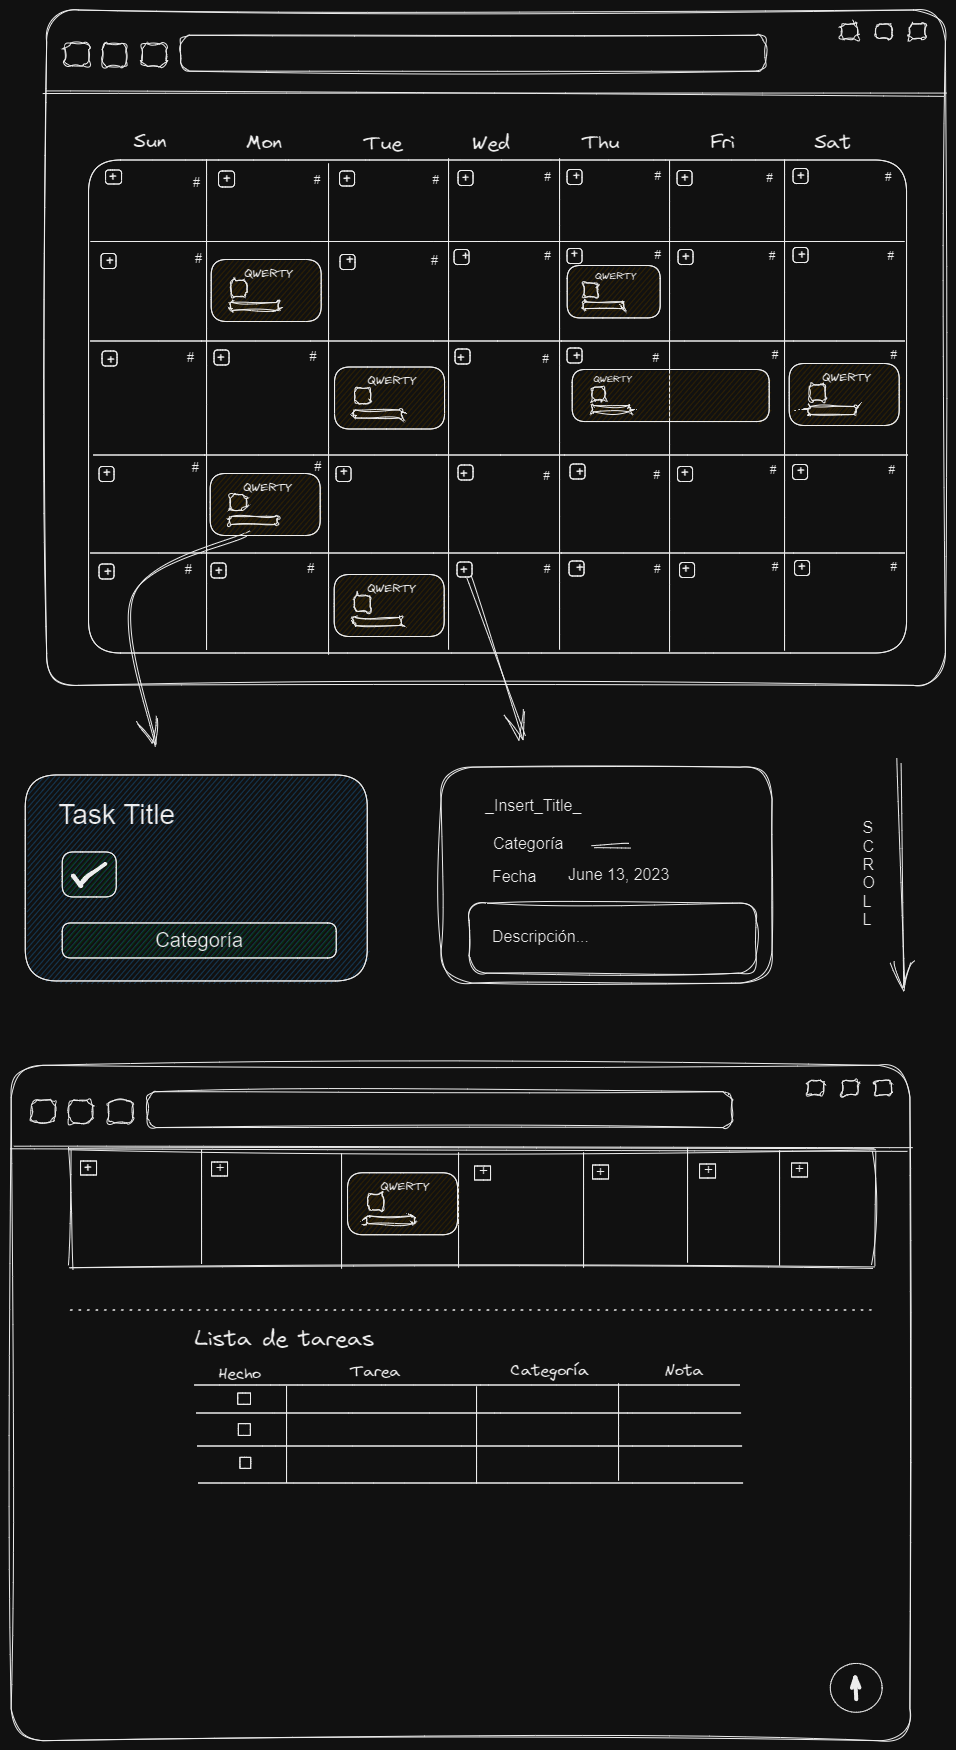 Sun Mon Tue Wed Thu Fri Sat
+ # + # + # + # + # + # + #
+ # # + # + # + # + # + #
QWERTY QWERTY
+ # + # + # + # # #
QWERTY QWERTY QWERTY
+ # # + + # + # + # + #
QWERTY
+ # + # + # + # + # + #
QWERTY
Task Title
Categoría
_Insert_Title_
Categoría
Fecha June 13, 2023
Descripción...
S
C
R
O
L
L
+ + + + + +
QWERTY
Lista de tareas
Hecho Tarea Categoría Nota